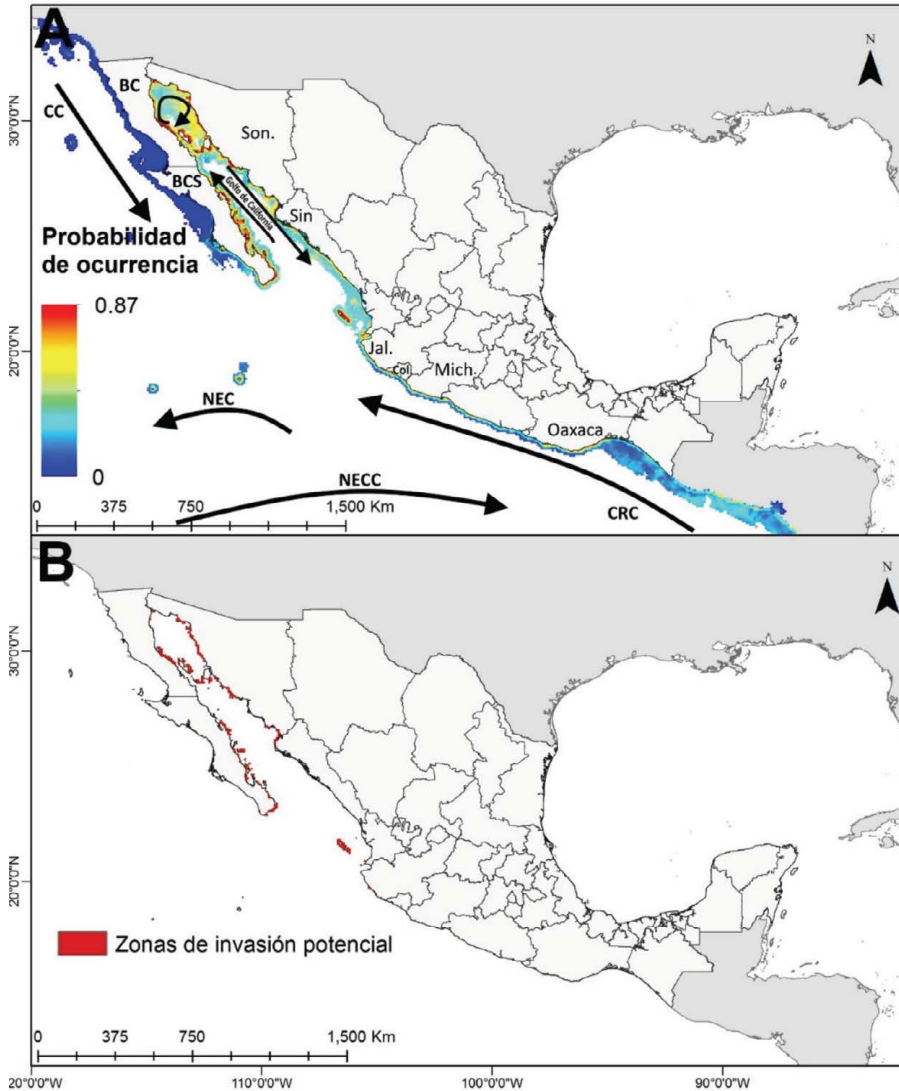 A
N
BC
CC
30°0'0"N
Son.
BCS
Golfo de California
Sin
Probabilidad
de ocurrencia
0.87
20°0'0"N
Jal.
Col.
Mich.
NEC
Oaxaca
0
NECC
0 375 750 1,500 Km
CRC
B
N
30°0'0"N
20°0'0"N
Zonas de invasión potencial
0 375 750 1,500 Km
20°0'0"W 110°0'0"W 100°0'0"W 90°0'0"W